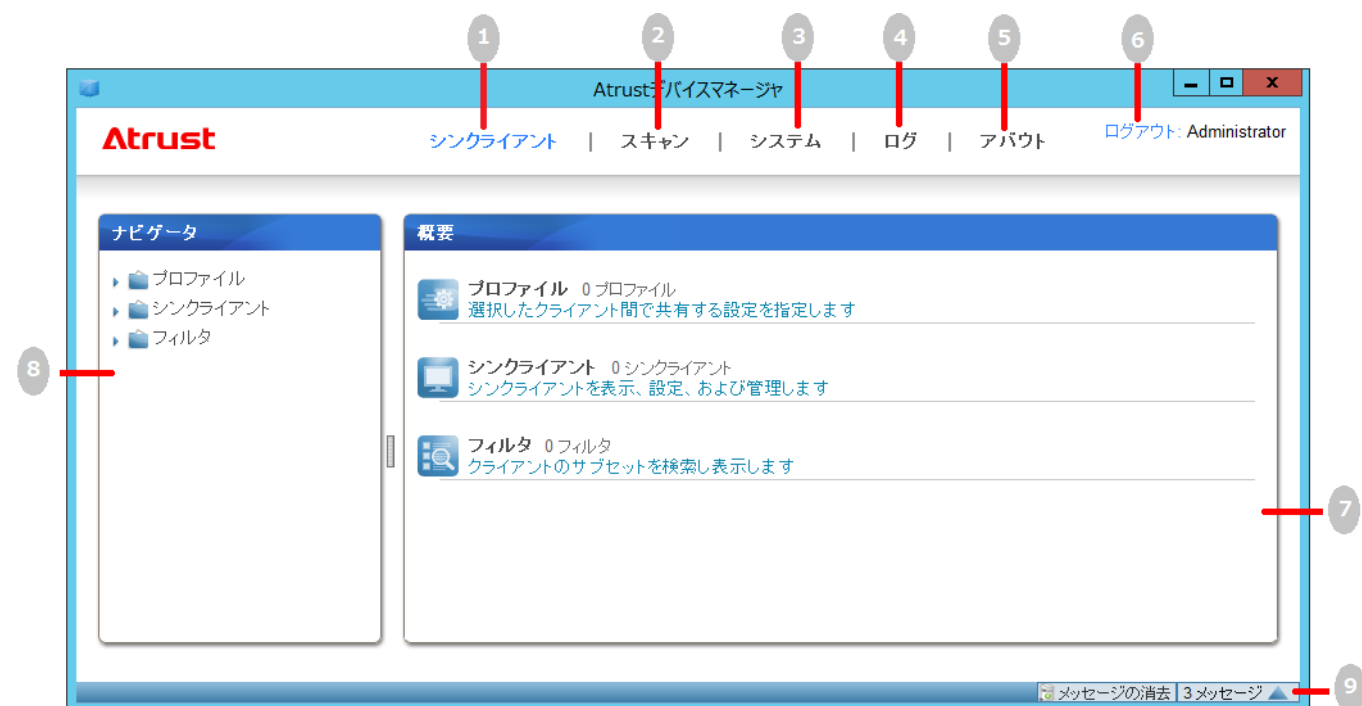 1 2 3 4 5 6
Atrustデバイスマネージャ
Atrust シンクライアント | スキャン | システム | ログ | アバウト ログアウト: Administrator
ナビゲータ
プロファイル
シンクライアント
フィルタ
8
概要
プロファイル 0 プロファイル
選択したクライアント間で共有する設定を指定します
シンクライアント 0 シンクライアント
シンクライアントを表示、設定、および管理します
フィルタ 0 フィルタ
クライアントのサブセットを検索し表示します
7
メッセージの消去 3 メッセージ
9